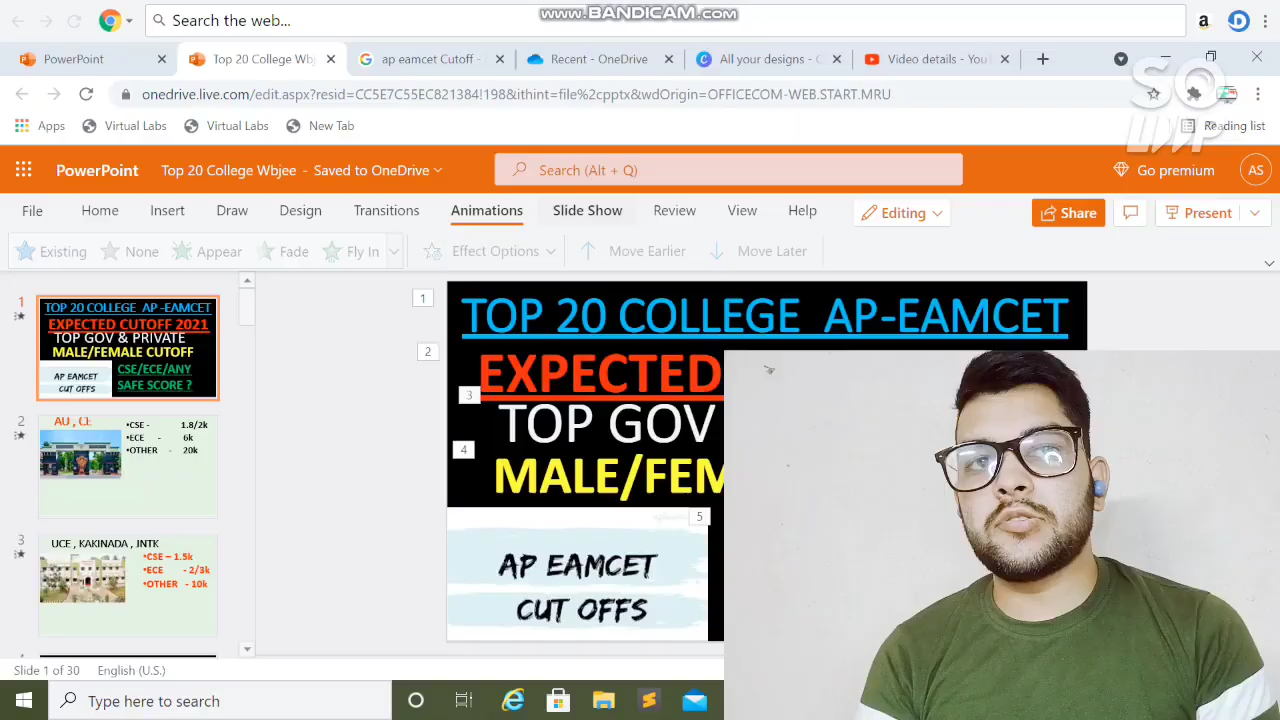 www.BANDICAM.com
Search the web...
PowerPoint
Top 20 College Wbj
ap eamcet Cutoff -
Recent - OneDrive
All your designs - C
Video details - You
onedrive.live.com/edit.aspx?resid=CC5E7C55EC821384!198&ithint=file%2cpptx&wdOrigin=OFFICECOM-WEB.START.MRU
Apps
Virtual Labs
Virtual Labs
New Tab
Reading list
PowerPoint
Top 20 College Wbjee - Saved to OneDrive
Search (Alt + Q)
Go premium
AS
File
Home
Insert
Draw
Design
Transitions
Animations
Slide Show
Review
View
Help
Editing
Share
Present
Existing
None
Appear
Fade
Fly In
Effect Options
Move Earlier
Move Later
1
TOP 20 COLLEGE AP -EAMCET
EXPECTED CUTOFF 2021
TOP GOV & PRIVATE
MALE/FEMALE CUTOFF
AP EAMCET
CUT OFFS
CSE/ECE/ANY
SAFE SCORE ?
2
AU , CE
•CSE - 1.8/2k
•ECE - 6k
•OTHER - 20k
3
UCE , KAKINADA , JNTK
•CSE – 1.5k
•ECE - 2/3k
•OTHER - 10k
1
TOP 20 COLLEGE AP-EAMCET
2
EXPECTED
3
TOP GOV
4
MALE/FEM
5
AP EAMCET
CUT OFFS
Slide 1 of 30
English (U.S.)
Type here to search